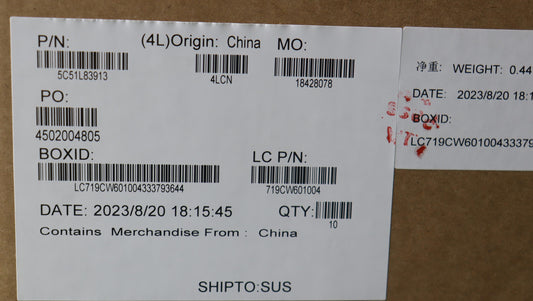 P/N:
5C51L83913
(4L)Origin: China
4LCN
MO:
18428078
PO:
4502004805
BOXID:
LC719CW601004333793644
LC P/N:
719CW601004
DATE: 2023/8/20 18:15:45
QTY:
10
Contains Merchandise From : China
SHIPTO:SUS
净重: WEIGHT: 0.44
DATE: 2023/8/20 18:1
BOXID:
LC719CW60100433379